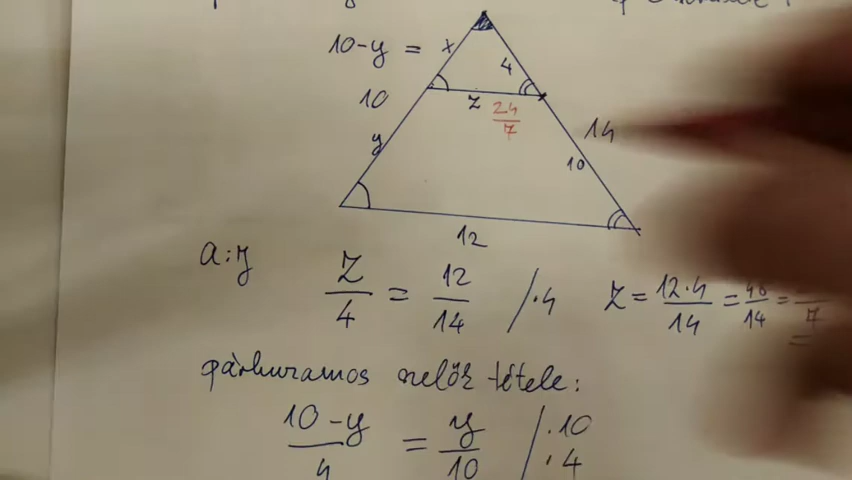 10-y = x
4
10
z
24/7
14
y
10
12
a:y
z/4 = 12/14 /·4 z = 12·4/14 = 48/14 = /7
párhuzamos szelők tétele:
10-y/4 = y/10 /·10
/·4